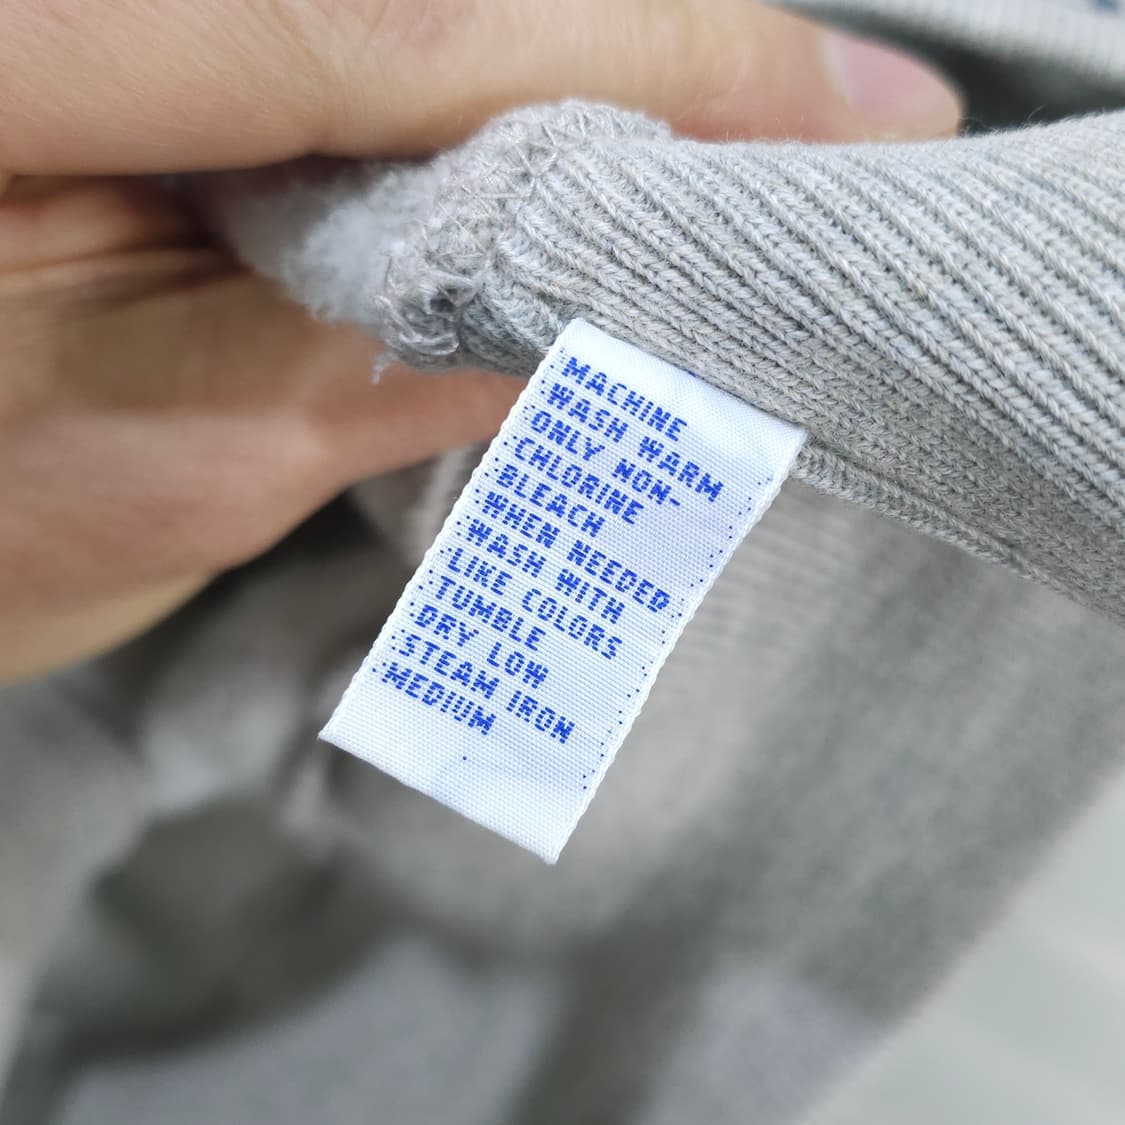 MACHINE
WASH WARM
ONLY NON-
CHLORINE
BLEACH
WHEN NEEDED
WASH WITH
LIKE COLORS
TUMBLE
DRY LOW
STEAM IRON
MEDIUM